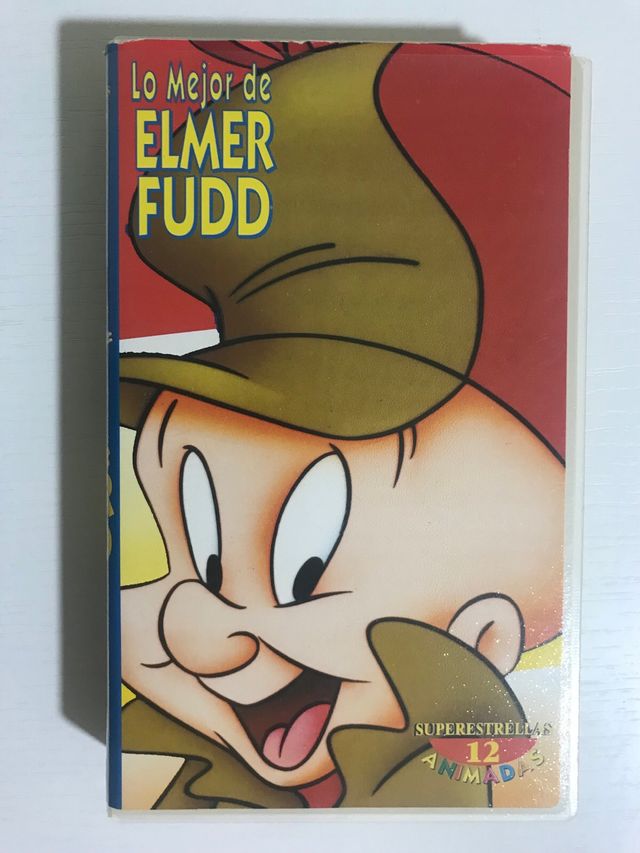 Lo Mejor de
ELMER
FUDD
SUPERESTRELLAS
12
ANIMADAS